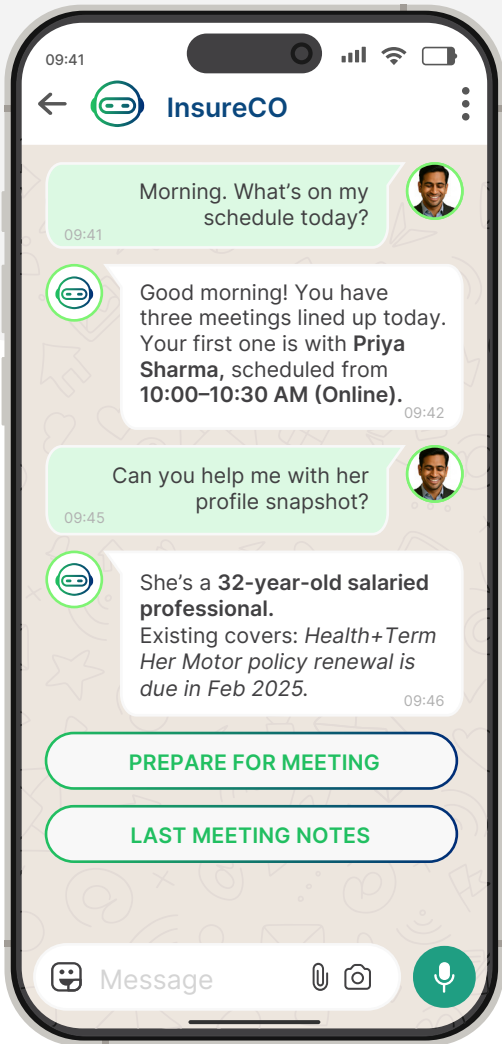 09:41
InsureCO
Morning. What's on my
schedule today?
09:41
Good morning! You have
three meetings lined up today.
Your first one is with Priya
Sharma, scheduled from
10:00–10:30 AM (Online).
09:42
Can you help me with her
profile snapshot?
09:45
She's a 32-year-old salaried
professional.
Existing covers: Health+Term
Her Motor policy renewal is
due in Feb 2025.
09:46
PREPARE FOR MEETING
LAST MEETING NOTES
Message